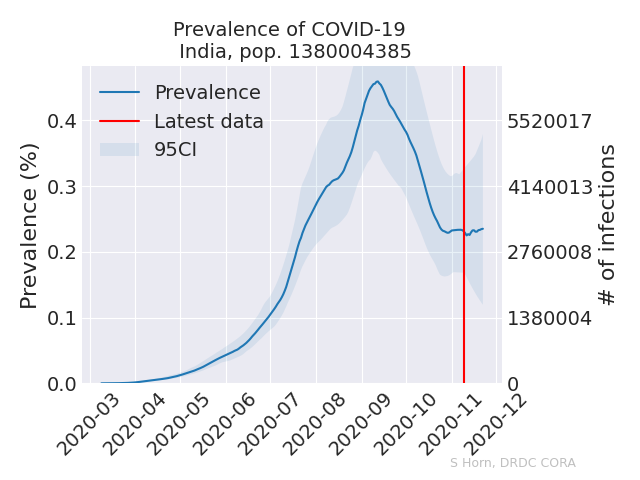 Prevalence of COVID-19
India, pop. 1380004385
Prevalence
Latest data
95CI
Prevalence (%)
0.4
0.3
0.2
0.1
0.0
5520017
4140013
2760008
1380004
0
# of infections
2020-03
2020-04
2020-05
2020-06
2020-07
2020-08
2020-09
2020-10
2020-11
2020-12
S Horn, DRDC CORA